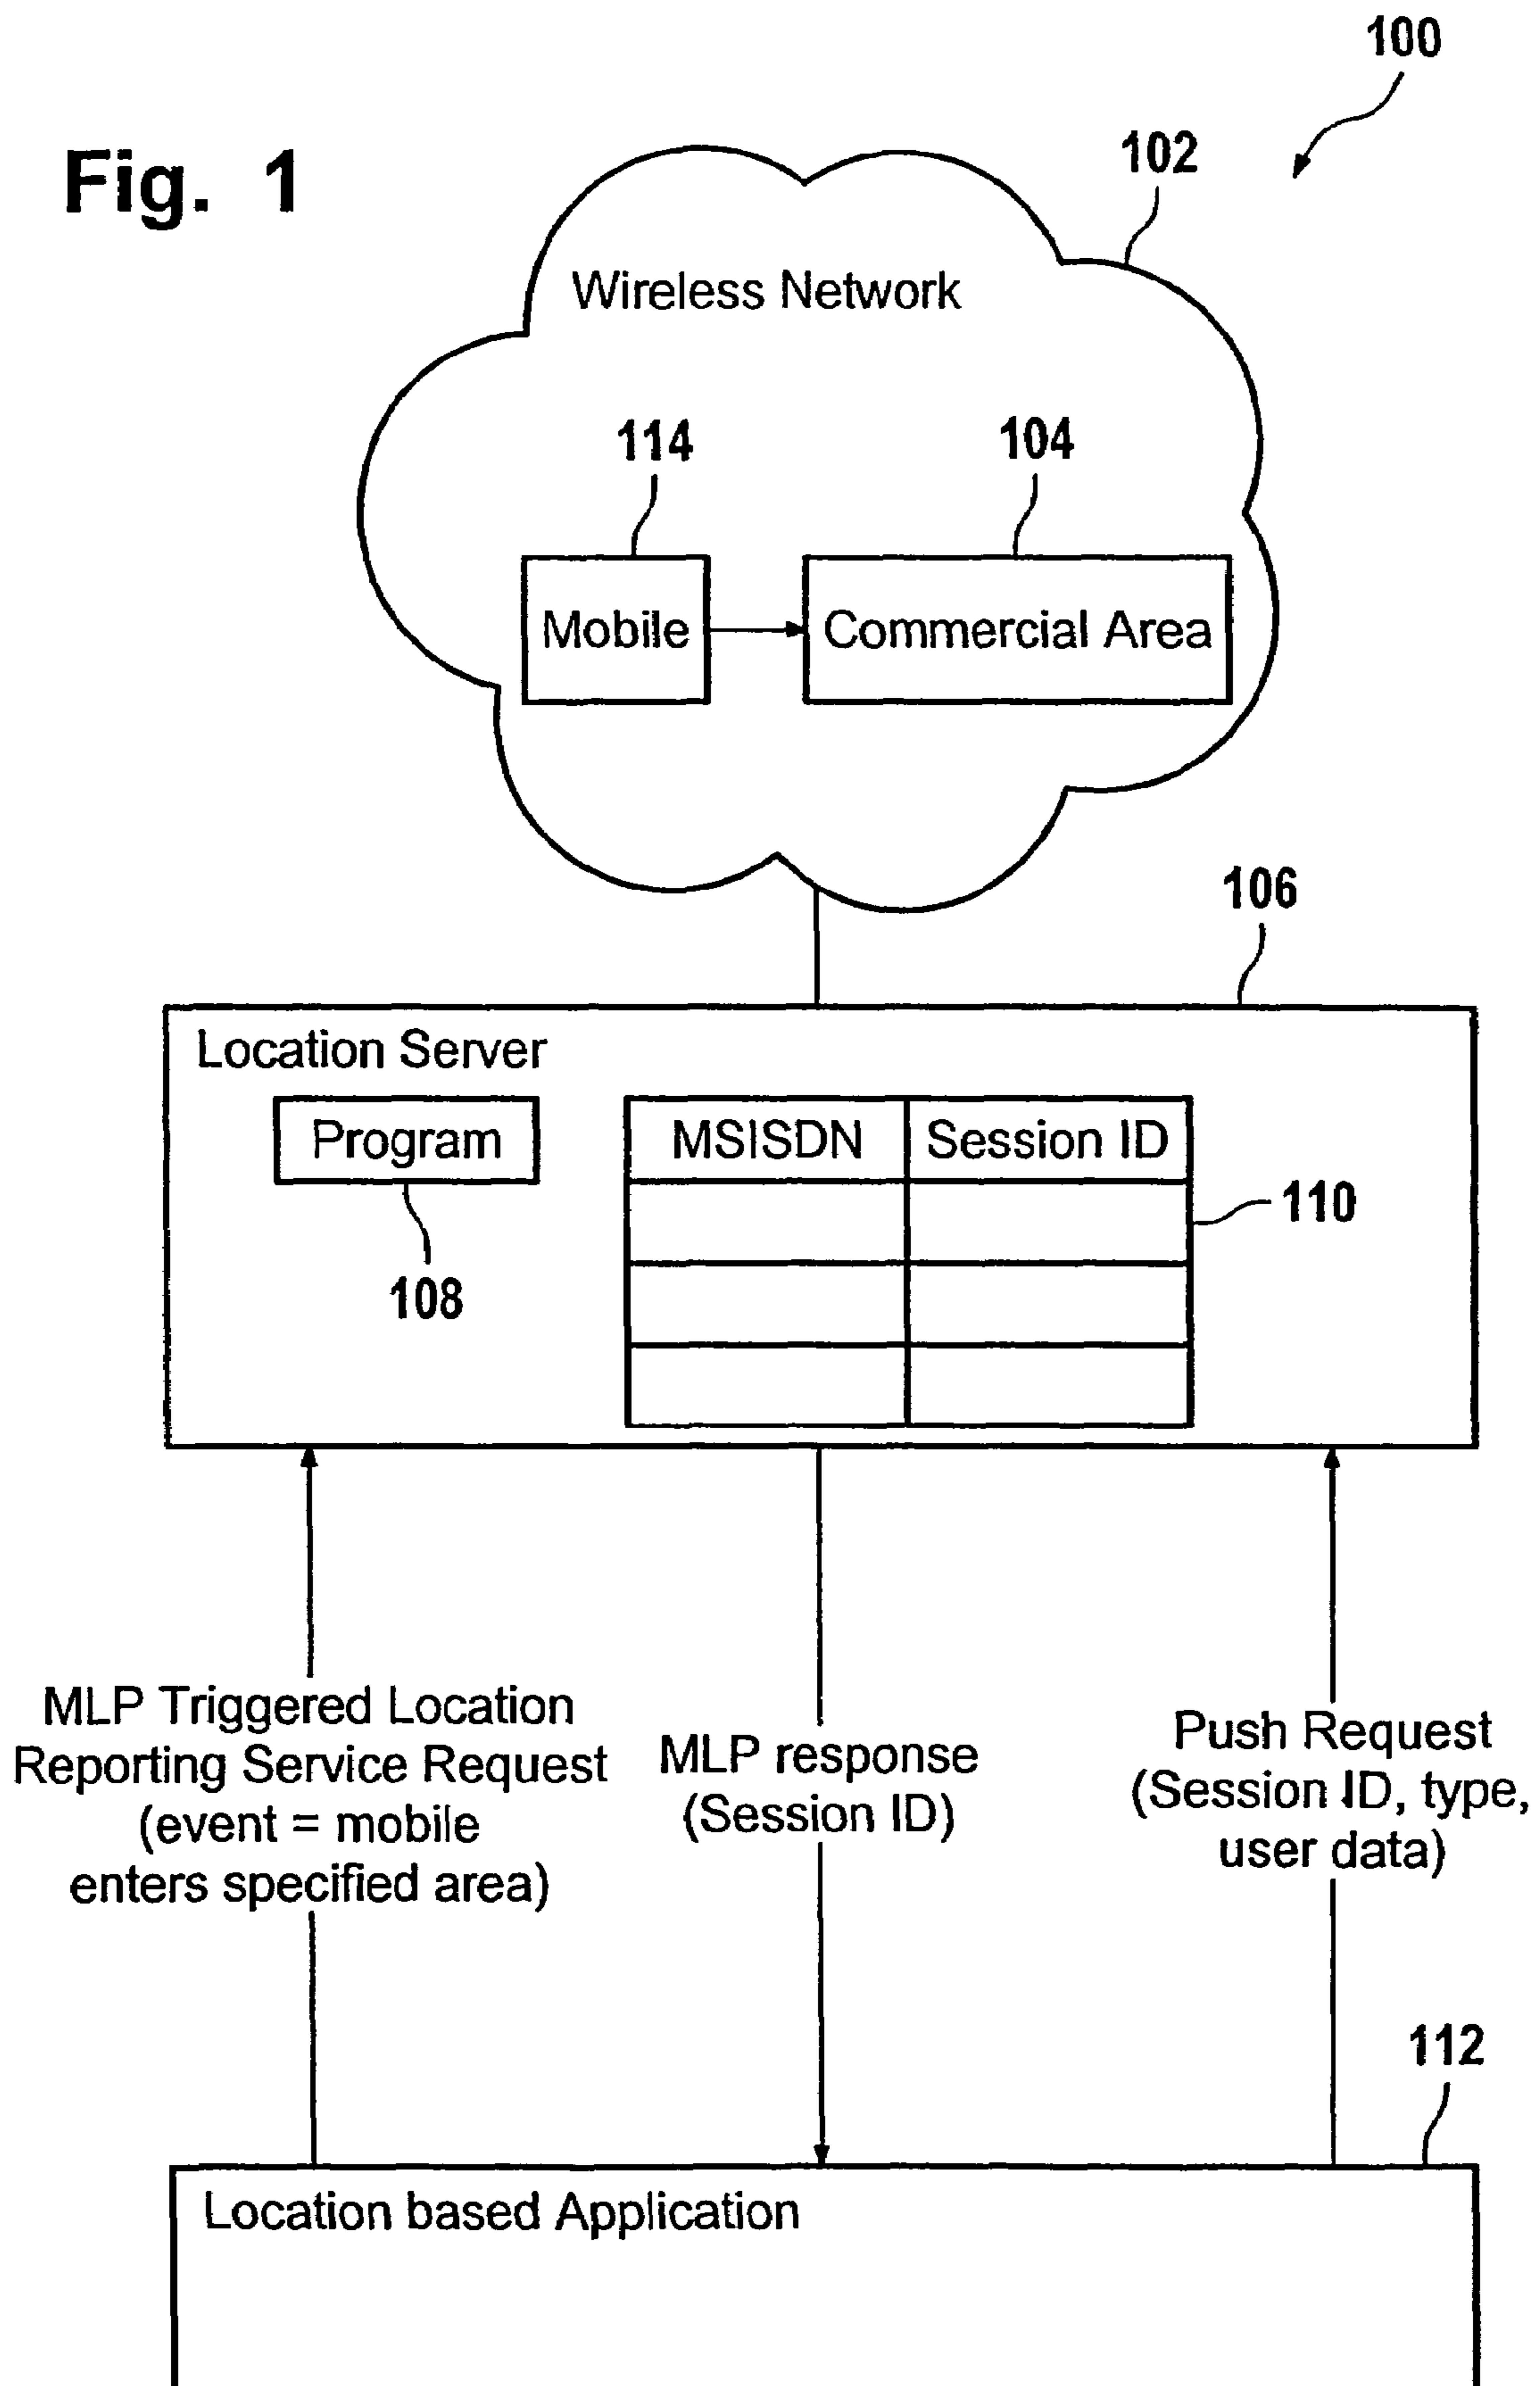 100
Fig. 1
102
Wireless Network
114
104
Mobile
Commercial Area
106
Location Server
Program
MSISDN
Session ID
110
108
MLP Triggered Location
Reporting Service Request
(event = mobile
enters specified area)
MLP response
(Session ID)
Push Request
(Session ID, type,
user data)
112
Location based Application